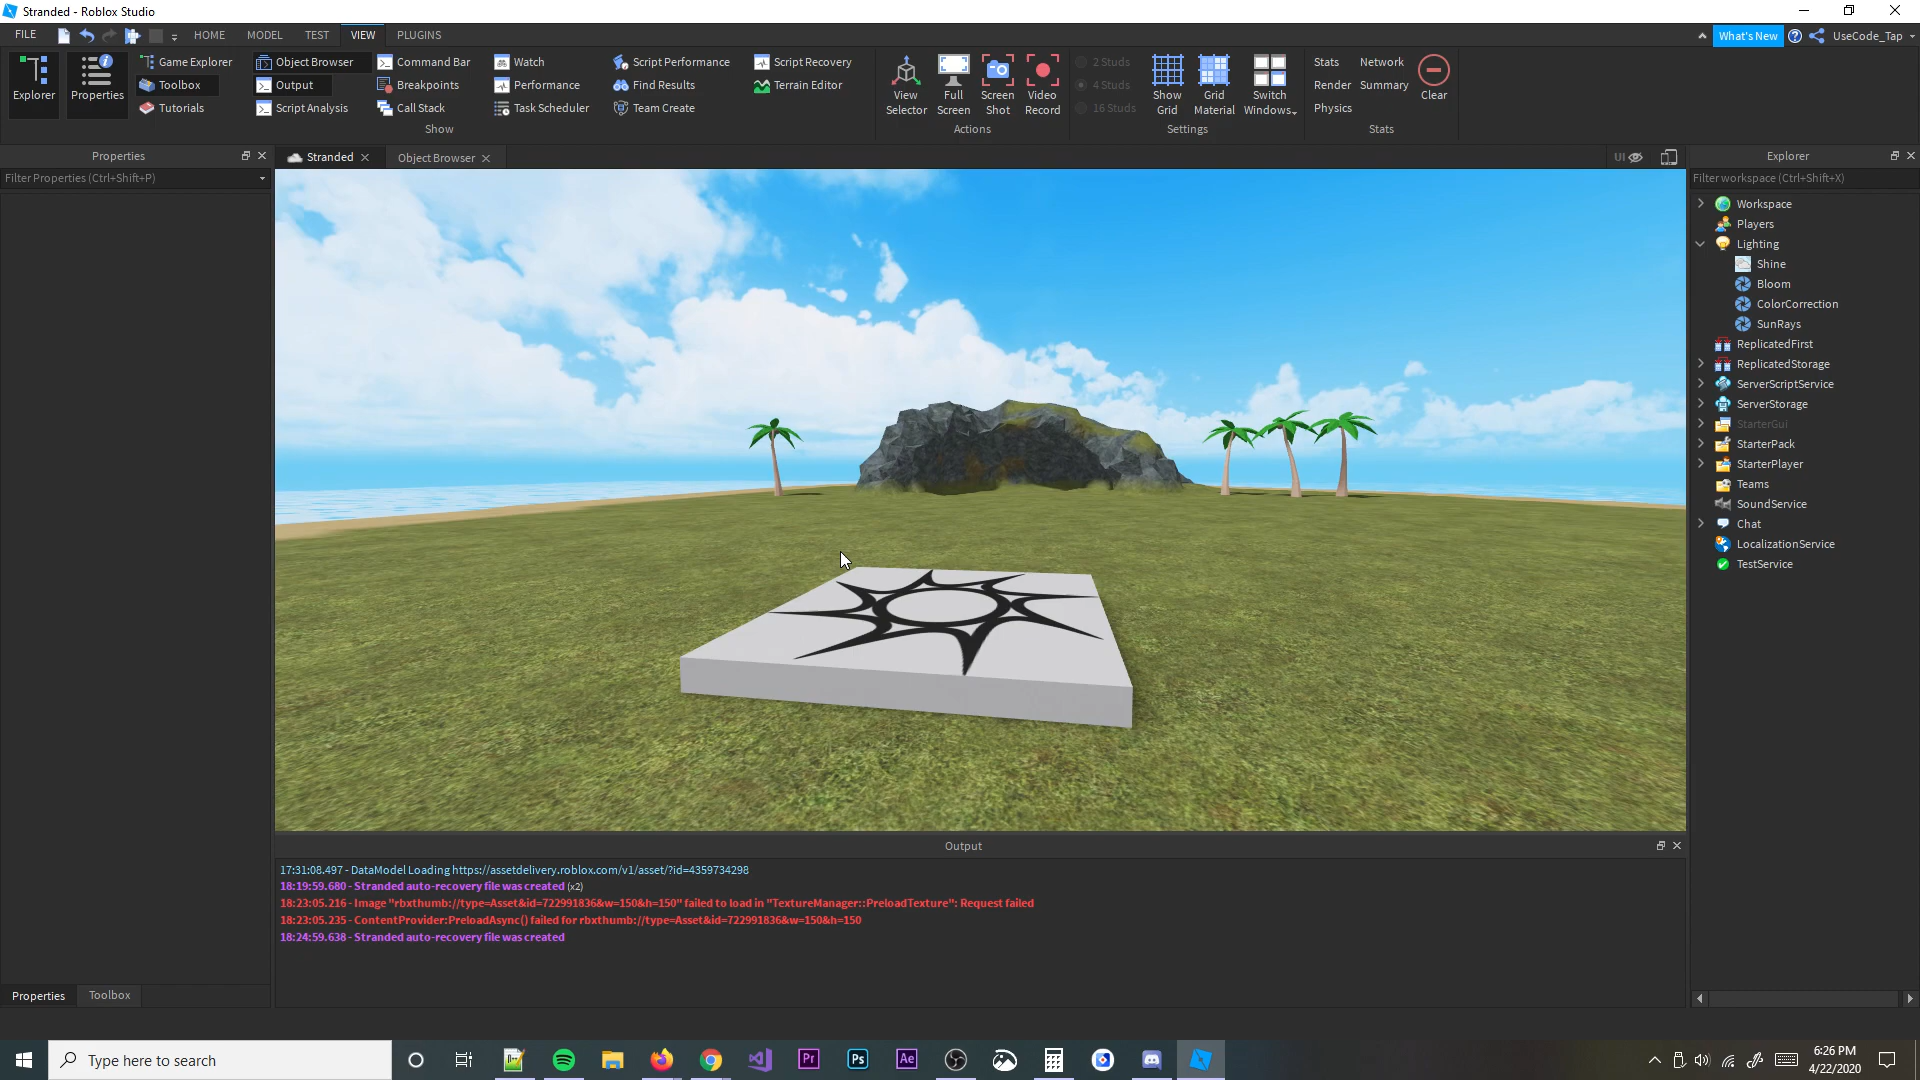 Stranded - Roblox Studio
FILE HOME MODEL TEST VIEW PLUGINS What's New UseCode_Tap
Explorer
Properties
Game Explorer
Toolbox
Tutorials
Object Browser
Output
Script Analysis
Command Bar
Breakpoints
Call Stack
Watch
Performance
Task Scheduler
Script Performance
Find Results
Team Create
Script Recovery
Terrain Editor
Show
View
Selector
Full
Screen
Screen
Shot
Video
Record
Actions
2 Studs
4 Studs
16 Studs
Show
Grid
Grid
Material
Switch
Windows
Settings
Stats
Render
Physics
Network
Summary
Clear
Stats
Properties
Filter Properties (Ctrl+Shift+P)
Stranded
Object Browser
UI
Explorer
Filter workspace (Ctrl+Shift+X)
Workspace
Players
Lighting
Shine
Bloom
ColorCorrection
SunRays
ReplicatedFirst
ReplicatedStorage
ServerScriptService
ServerStorage
StarterGui
StarterPack
StarterPlayer
Teams
SoundService
Chat
LocalizationService
TestService
Output
17:31:08.497 - DataModel Loading https://assetdelivery.roblox.com/v1/asset/?id=4359734298
18:19:59.680 - Stranded auto-recovery file was created (x2)
18:23:05.216 - Image "rbxthumb://type=Asset&id=722991836&w=150&h=150" failed to load in "TextureManager::PreloadTexture": Request failed
18:23:05.235 - ContentProvider:PreloadAsync() failed for rbxthumb://type=Asset&id=722991836&w=150&h=150
18:24:59.638 - Stranded auto-recovery file was created
Properties
Toolbox
Type here to search
Pr
Ps
Ae
6:26 PM
4/22/2020